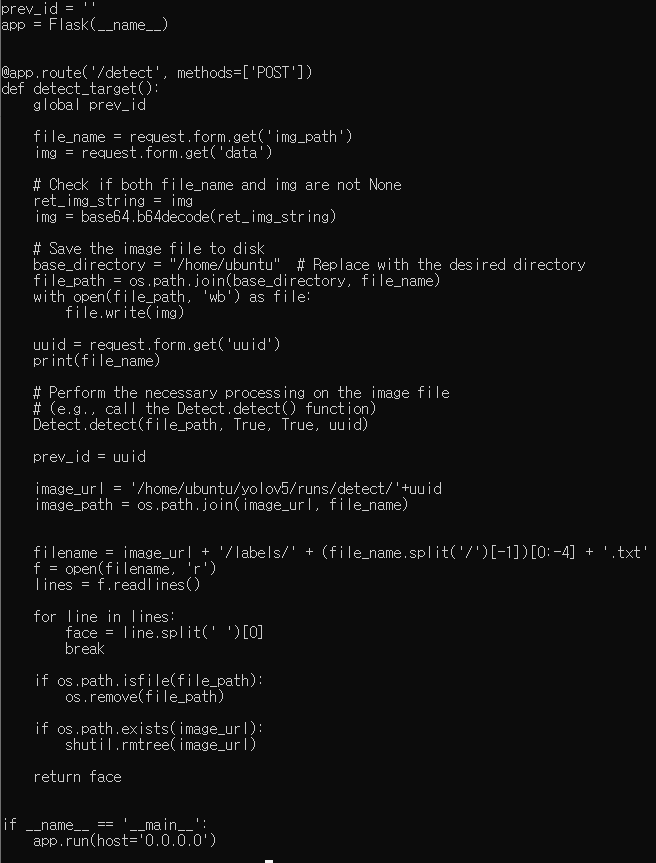 prev_id = ''
app = Flask(__name__)
@app.route('/detect', methods=['POST'])
def detect_target():
    global prev_id
    file_name = request.form.get('img_path')
    img = request.form.get('data')
    # Check if both file_name and img are not None
    ret_img_string = img
    img = base64.b64decode(ret_img_string)
    # Save the image file to disk
    base_directory = "/home/ubuntu"  # Replace with the desired directory
    file_path = os.path.join(base_directory, file_name)
    with open(file_path, 'wb') as file:
        file.write(img)
    uuid = request.form.get('uuid')
    print(file_name)
    # Perform the necessary processing on the image file
    # (e.g., call the Detect.detect() function)
    Detect.detect(file_path, True, True, uuid)
    prev_id = uuid
    image_url = '/home/ubuntu/yolov5/runs/detect/'+uuid
    image_path = os.path.join(image_url, file_name)
    filename = image_url + '/labels/' + (file_name.split('/')[-1])[0:-4] + '.txt'
    f = open(filename, 'r')
    lines = f.readlines()
    for line in lines:
        face = line.split(' ')[0]
        break
    if os.path.isfile(file_path):
        os.remove(file_path)
    if os.path.exists(image_url):
        shutil.rmtree(image_url)
    return face
if __name__ == '__main__':
    app.run(host='0.0.0.0')